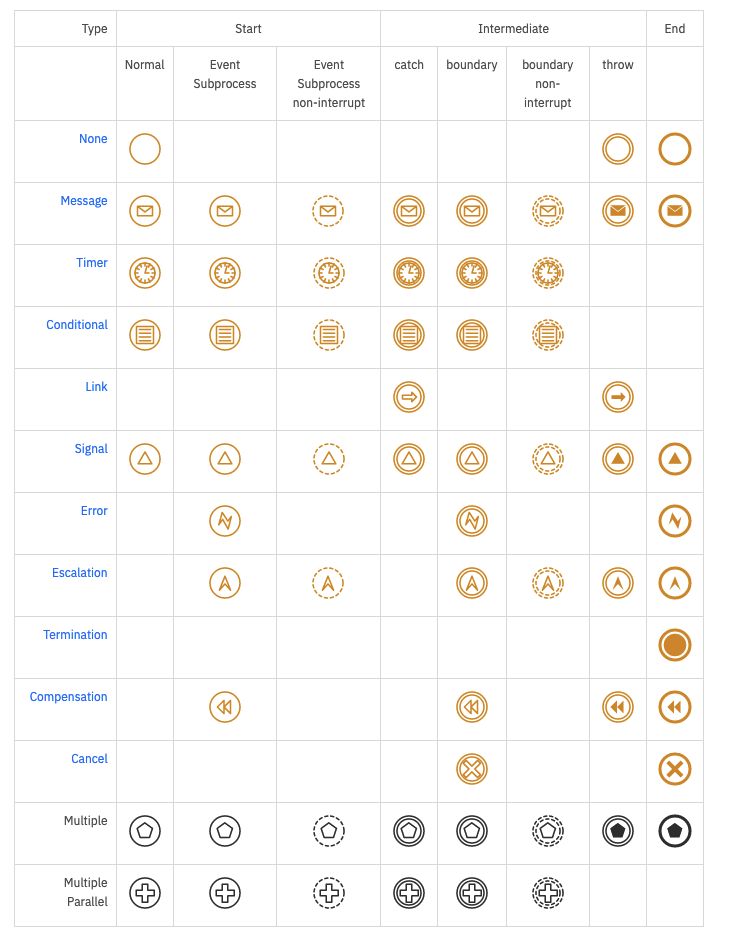 Type Start Intermediate End
Normal Event Event catch boundary boundary throw
Subprocess Subprocess non-
non-interrupt interrupt
None
Message
Timer
Conditional
Link
Signal
Error
Escalation
Termination
Compensation
Cancel
Multiple
Multiple
Parallel